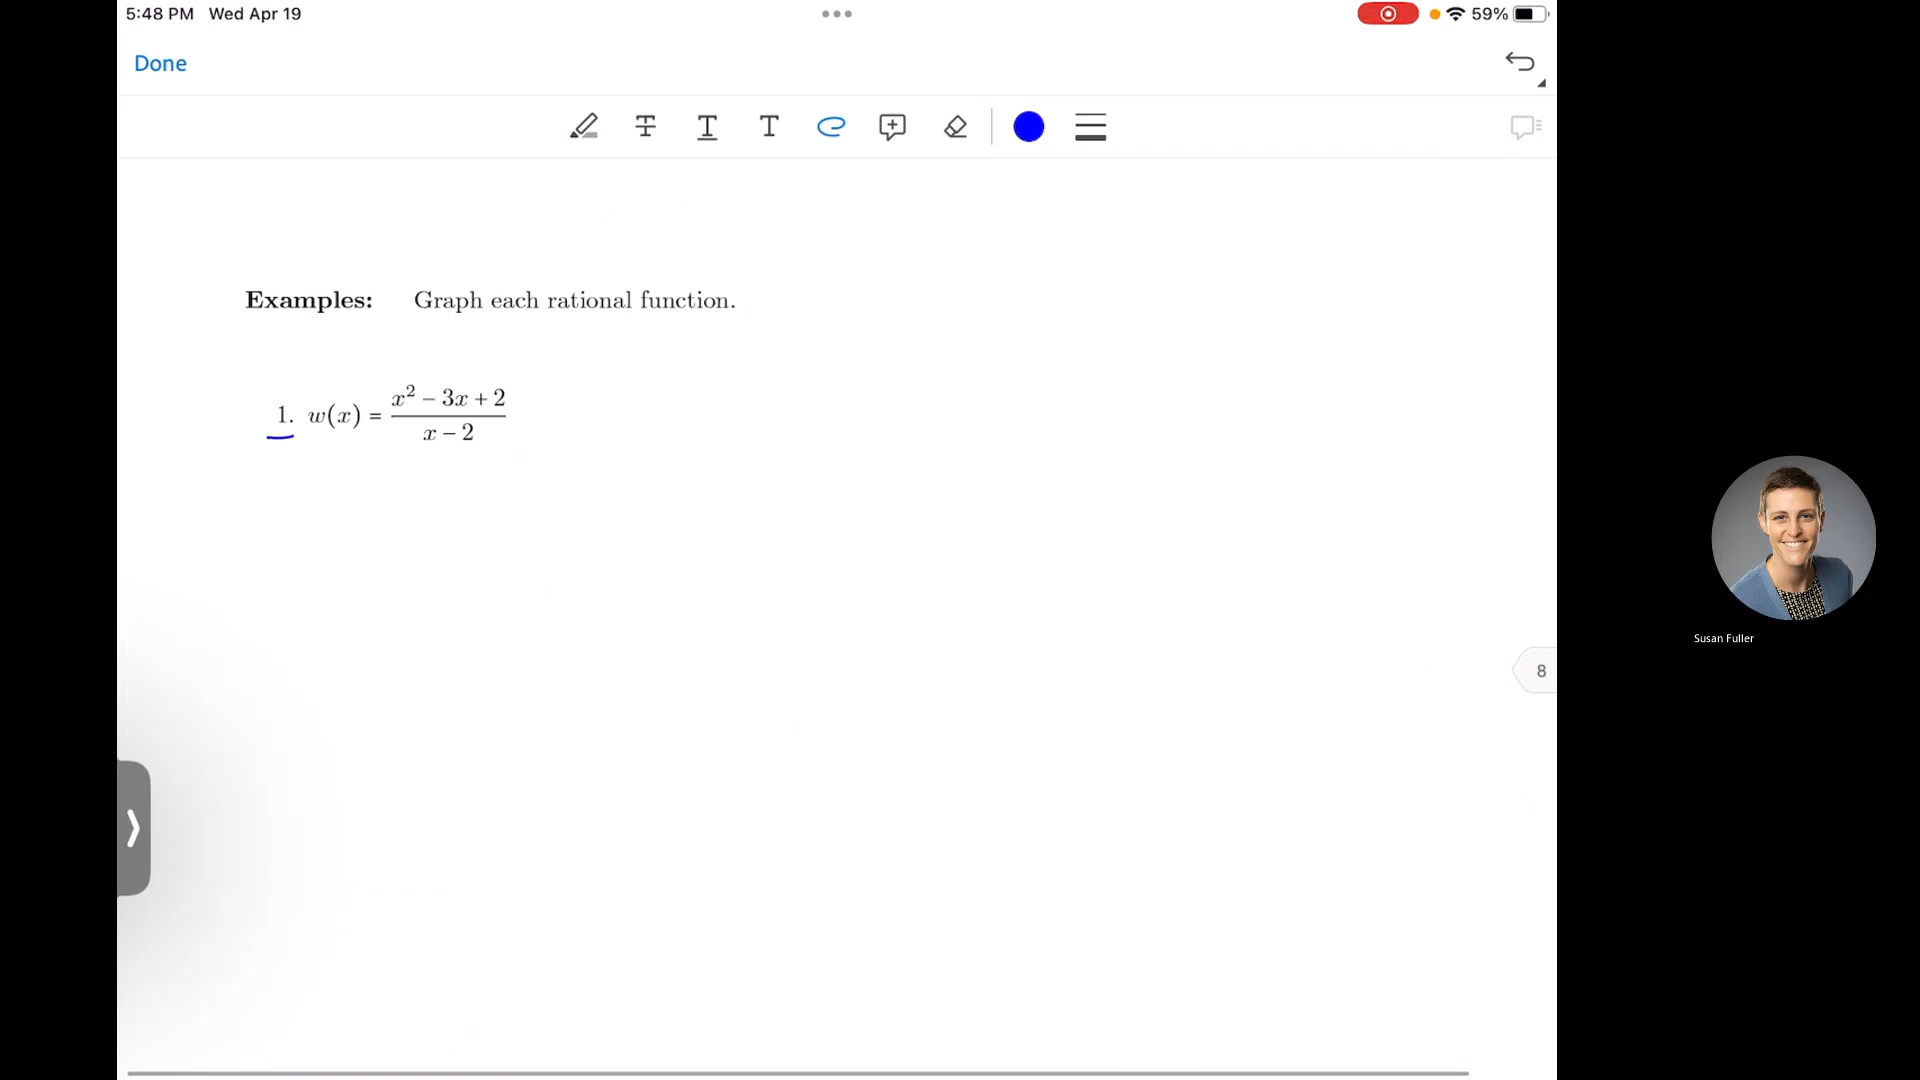 5:48 PM Wed Apr 19
59%
Done
T T T
Examples: Graph each rational function.
1. w(x) = \frac{x^2 - 3x + 2}{x - 2}
8
Susan Fuller